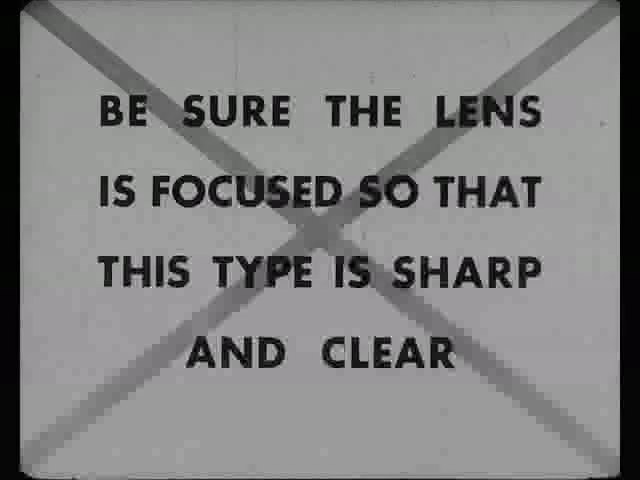 BE SURE THE LENS
IS FOCUSED SO THAT
THIS TYPE IS SHARP
AND CLEAR